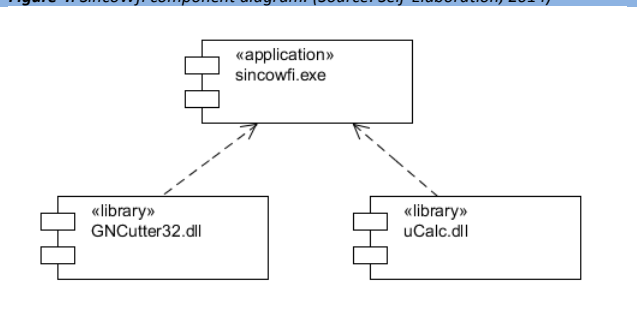 «application»
sincowfi.exe
«library»
GNCutter32.dll
«library»
uCalc.dll